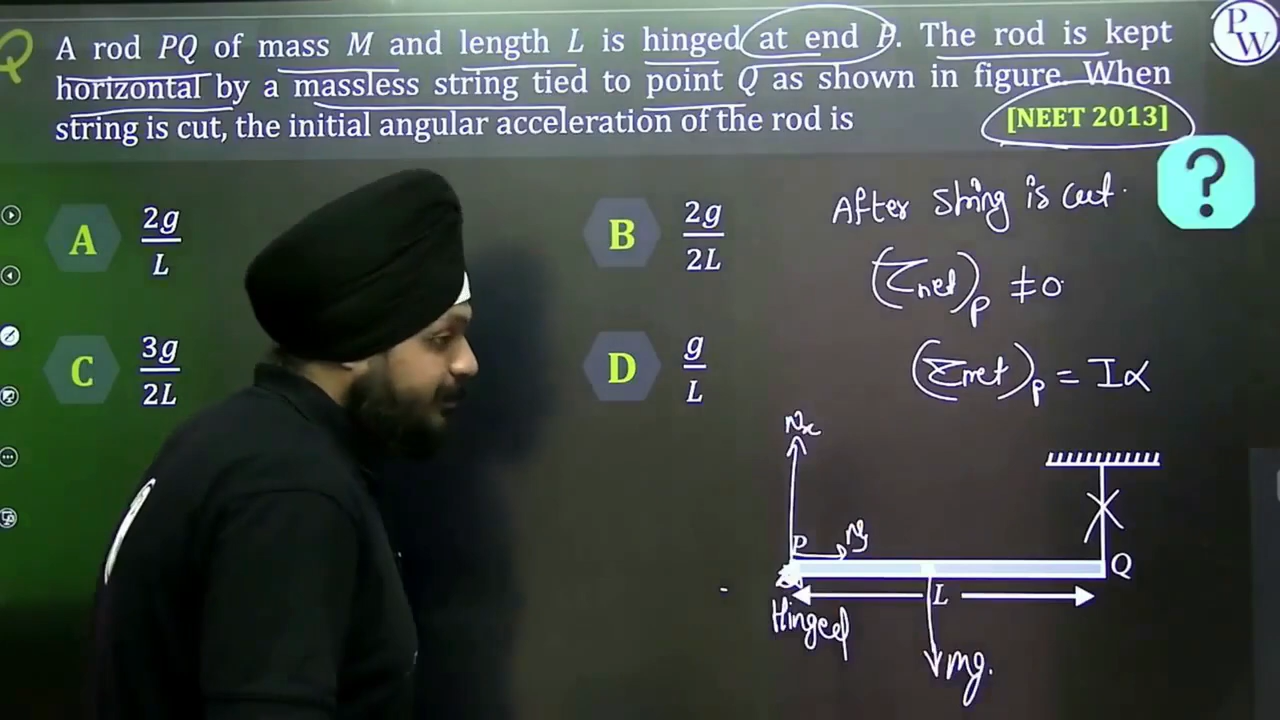 Q A rod PQ of mass M and length L is hinged at end P. The rod is kept
horizontal by a massless string tied to point Q as shown in figure. When
string is cut, the initial angular acceleration of the rod is
[NEET 2013]
PW
?
A 2g/L
B 2g/2L
C 3g/2L
D g/L
After string is cut.
(τnet)p ≠ 0
(τnet)p = Iα
Nx
P
Ny
Q
L
Hinged
mg.